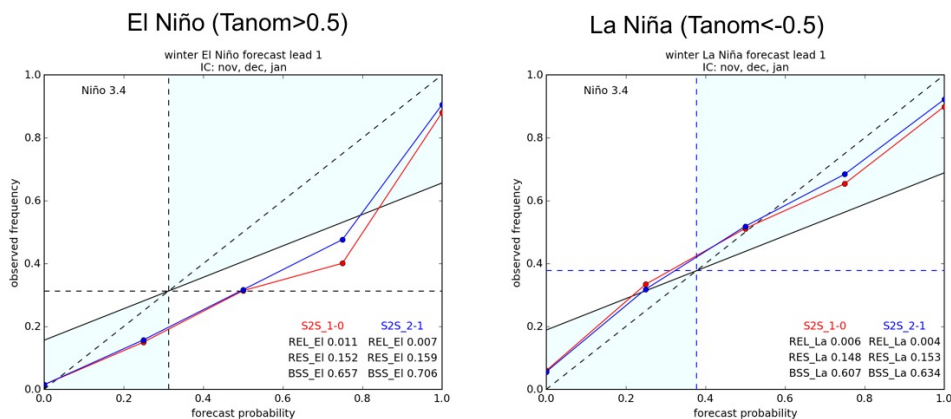 El Niño (Tanom>0.5)
winter El Niño forecast lead 1
IC: nov, dec, jan
Niño 3.4
1.0
0.8
0.6
0.4
0.2
0.0
observed frequency
S2S_1-0 S2S_2-1
REL_El 0.011 REL_El 0.007
RES_El 0.152 RES_El 0.159
BSS_El 0.657 BSS_El 0.706
0.0 0.2 0.4 0.6 0.8 1.0
forecast probability
La Niña (Tanom<-0.5)
winter La Niña forecast lead 1
IC: nov, dec, jan
Niño 3.4
1.0
0.8
0.6
0.4
0.2
0.0
observed frequency
S2S_1-0 S2S_2-1
REL_La 0.006 REL_La 0.004
RES_La 0.148 RES_La 0.153
BSS_La 0.607 BSS_La 0.634
0.0 0.2 0.4 0.6 0.8 1.0
forecast probability